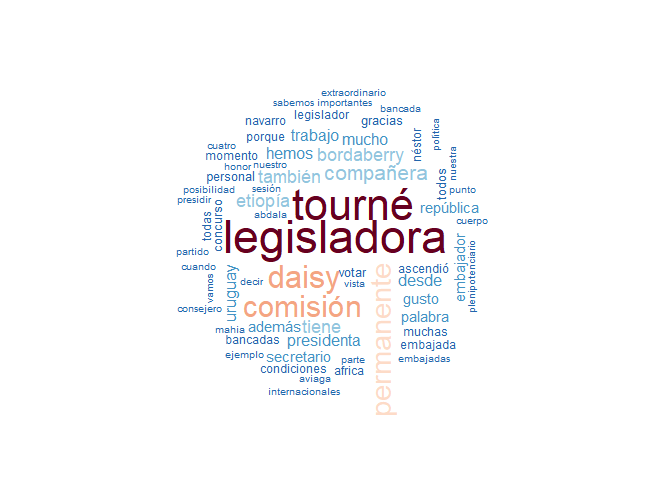 extraordinario
sabemos importantes
bancada
navarro legislador gracias
porque trabajo mucho
néstor
política
cuatro
momento hemos bordaberry
honor nuestro
personal también compañera
todos
nuestra
posibilidad sesión punto
presidir etiopía tourné república
concurso
todas
abdala
cuerpo
legisladora
partido
embajador
plenipotenciario
cuando daisy votar ascendió
vamos
uruguay
decir vista desde
permanente
consejero comisión gusto
palabra
mahía además tiene muchas
bancadas presidenta embajada
ejemplo secretario parte embajadas
condiciones africa
aviaga
internacionales